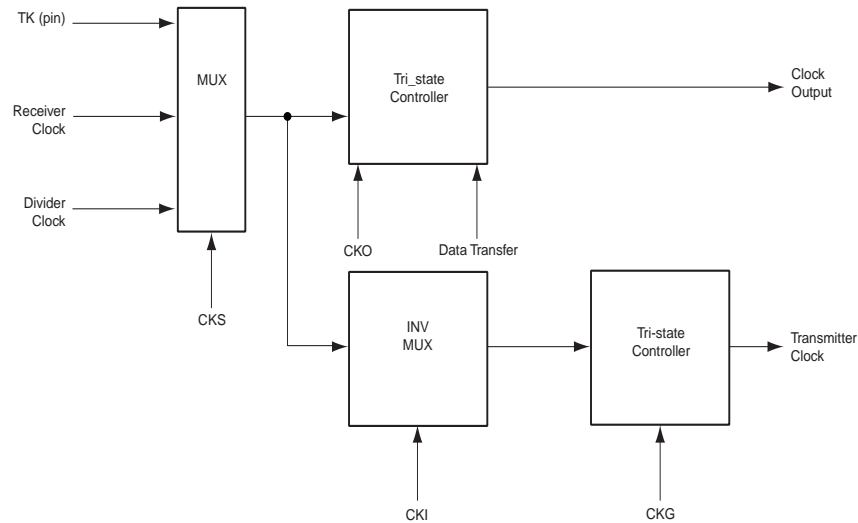 TK (pin)
MUX
Tri_state
Controller
Clock
Output
Receiver
Clock
Divider
Clock
CKO
Data Transfer
CKS
INV
MUX
Tri-state
Controller
Transmitter
Clock
CKI
CKG